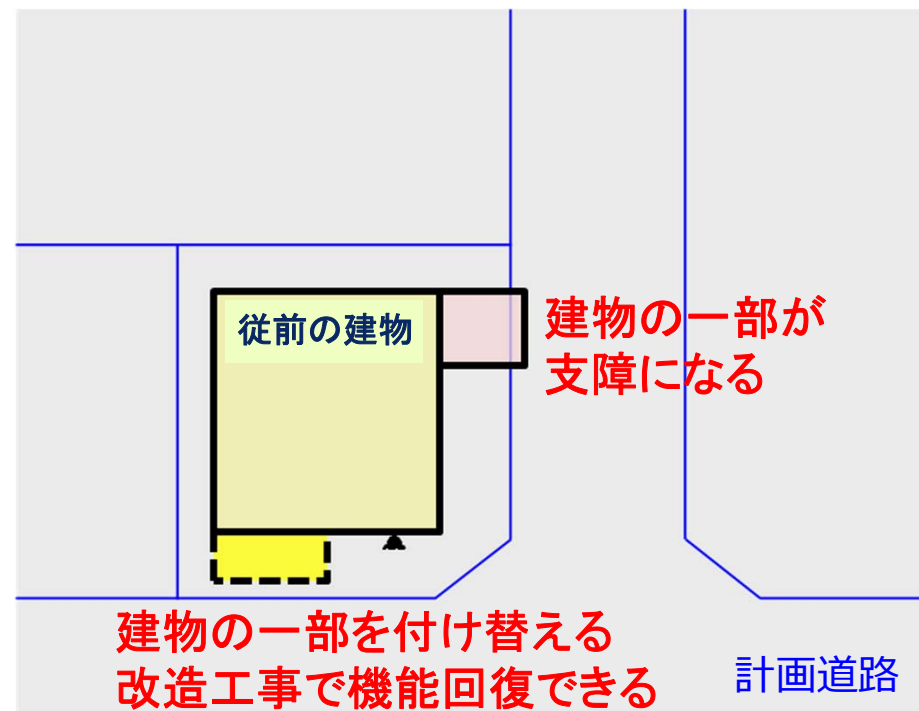 従前の建物
建物の一部が
支障になる
建物の一部を付け替える
改造工事で機能回復できる
計画道路